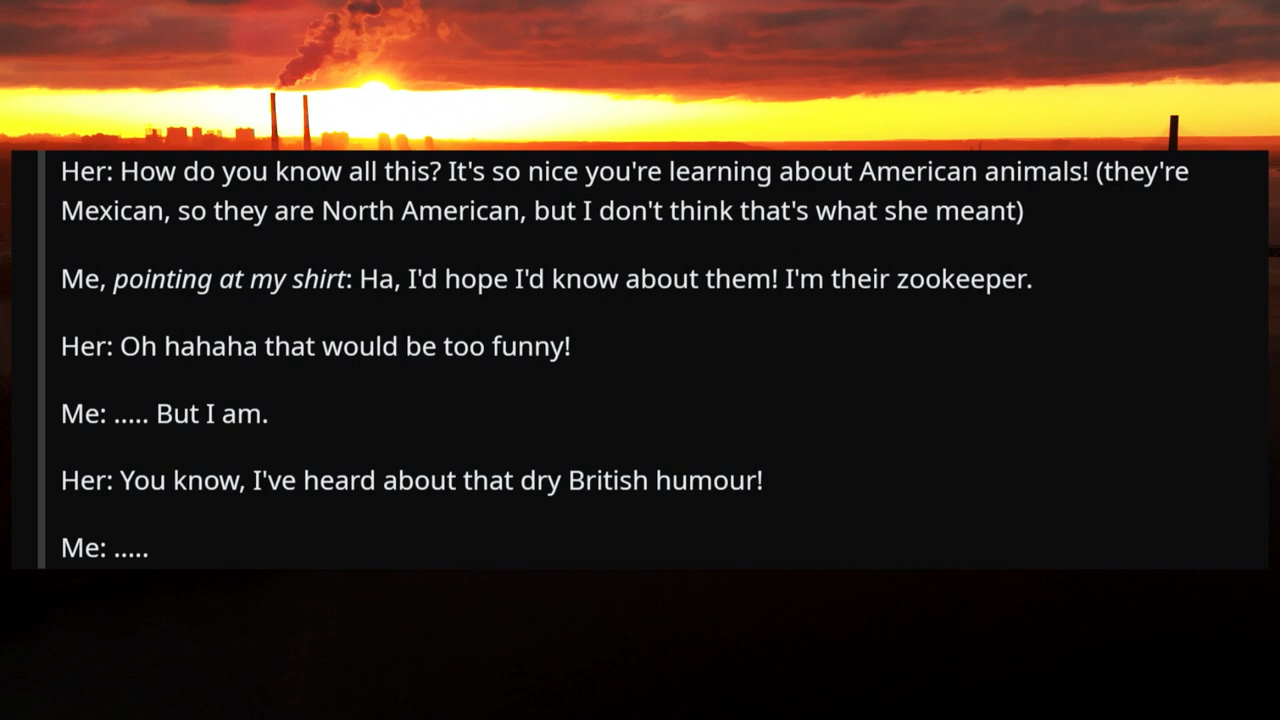 Her: How do you know all this? It's so nice you're learning about American animals! (they're
Mexican, so they are North American, but I don't think that's what she meant)
Me, pointing at my shirt: Ha, I'd hope I'd know about them! I'm their zookeeper.
Her: Oh hahaha that would be too funny!
Me: ..... But I am.
Her: You know, I've heard about that dry British humour!
Me: .....